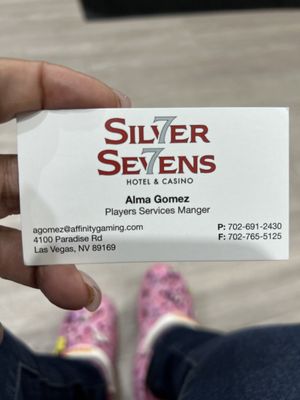 SILVER
SEVENS
HOTEL & CASINO
Alma Gomez
Players Services Manger
agomez@affinitygaming.com
4100 Paradise Rd
Las Vegas, NV 89169
P: 702-691-2430
F: 702-765-5125